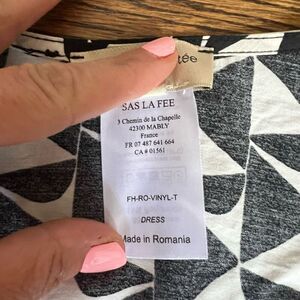 tée
SAS LA FEE
3 Chemin de la Chapelle
42300 MABLY
France
FR 07 487 641 664
CA # 01561
FH-RO-VINYL-T
DRESS
Made in Romania